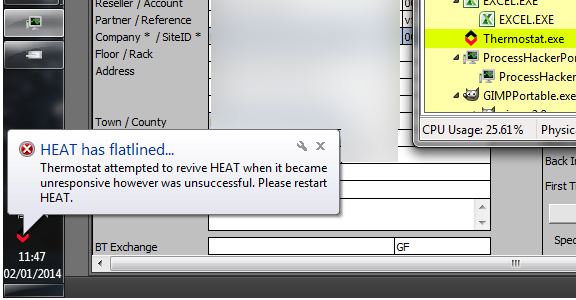 Reseller / Account
Partner / Reference
Company * / SiteID *
Floor / Rack
Address
Town / County
BT Exchange
GF
EXCEL.EXE
EXCEL.EXE
Thermostat.exe
ProcessHackerPor
ProcessHacker
GIMPPortable.exe
CPU Usage: 25.61%
Physica
Back In
First Ti
Spec
HEAT has flatlined...
Thermostat attempted to revive HEAT when it became
unresponsive however was unsuccessful. Please restart
HEAT.
11:47
02/01/2014